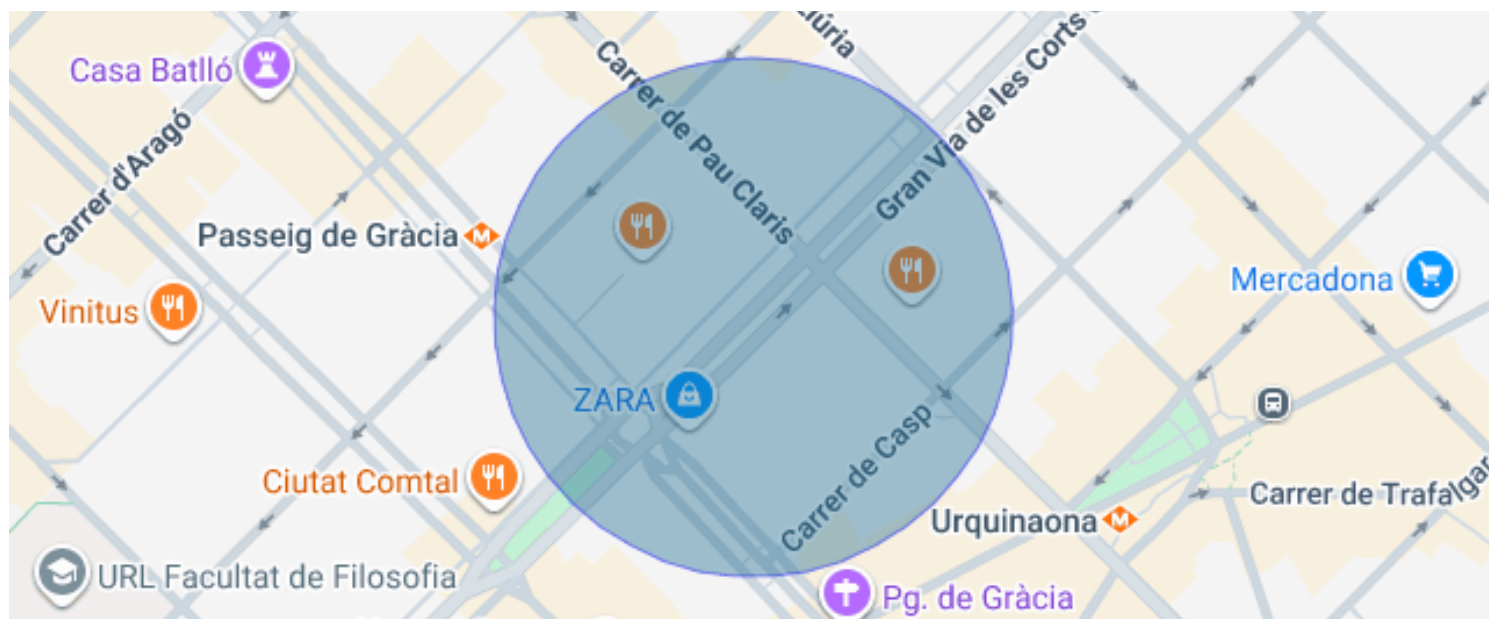 Casa Batlló
Carrer d'Aragó
Carrer de Pau Claris
Gran Via de les Corts
Passeig de Gràcia
Vinitus
Mercadona
ZARA
Ciutat Comtal
Carrer de Casp
Urquinaona
Carrer de Trafalgar
URL Facultat de Filosofia
Pg. de Gràcia